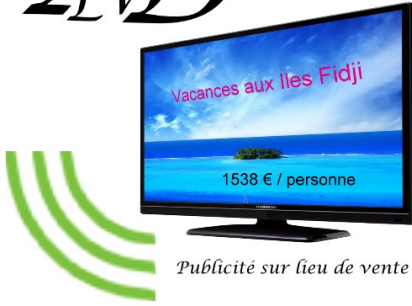 Vacances aux Iles Fidji
1538 € / personne
Publicité sur lieu de vente